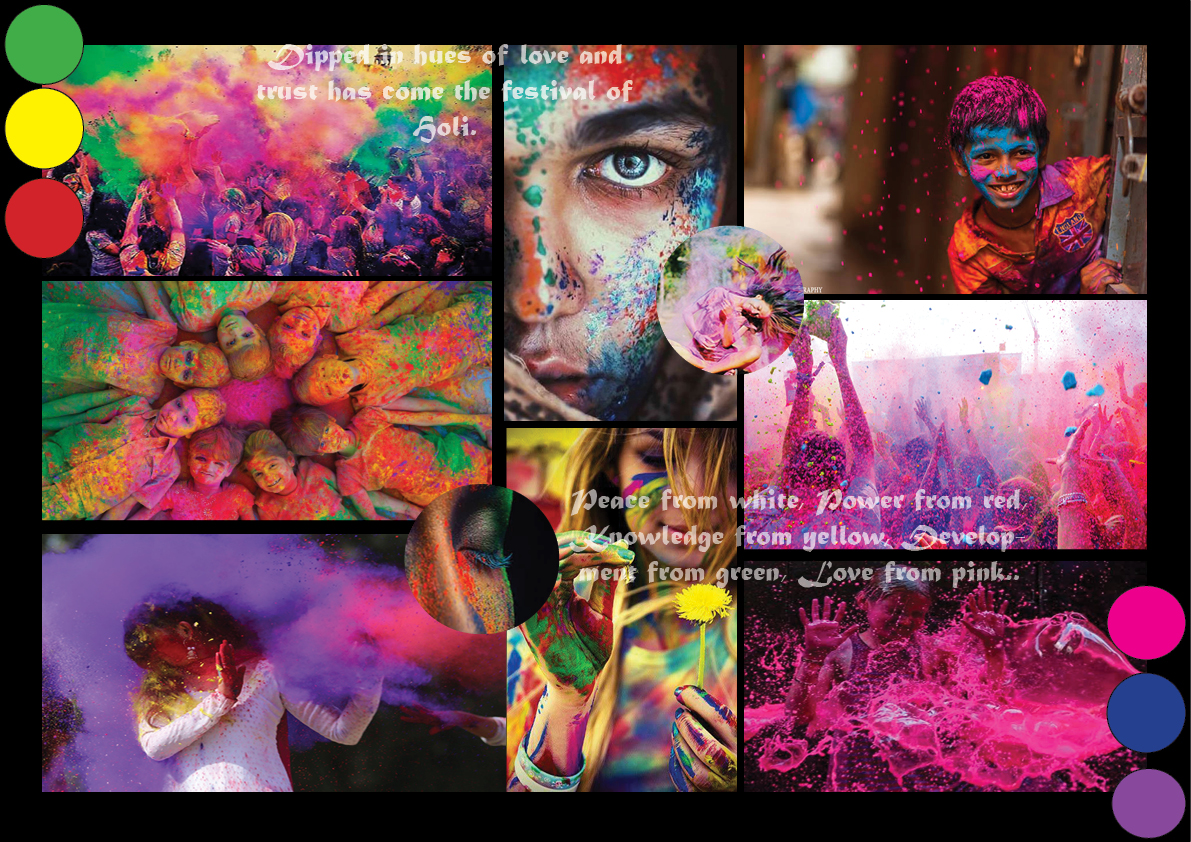 Dipped in hues of love and
trust has come the festival of
Holi.
RAPHY
Peace from white, Power from red,
Knowledge from yellow, Develop-
ment from green, Love from pink..